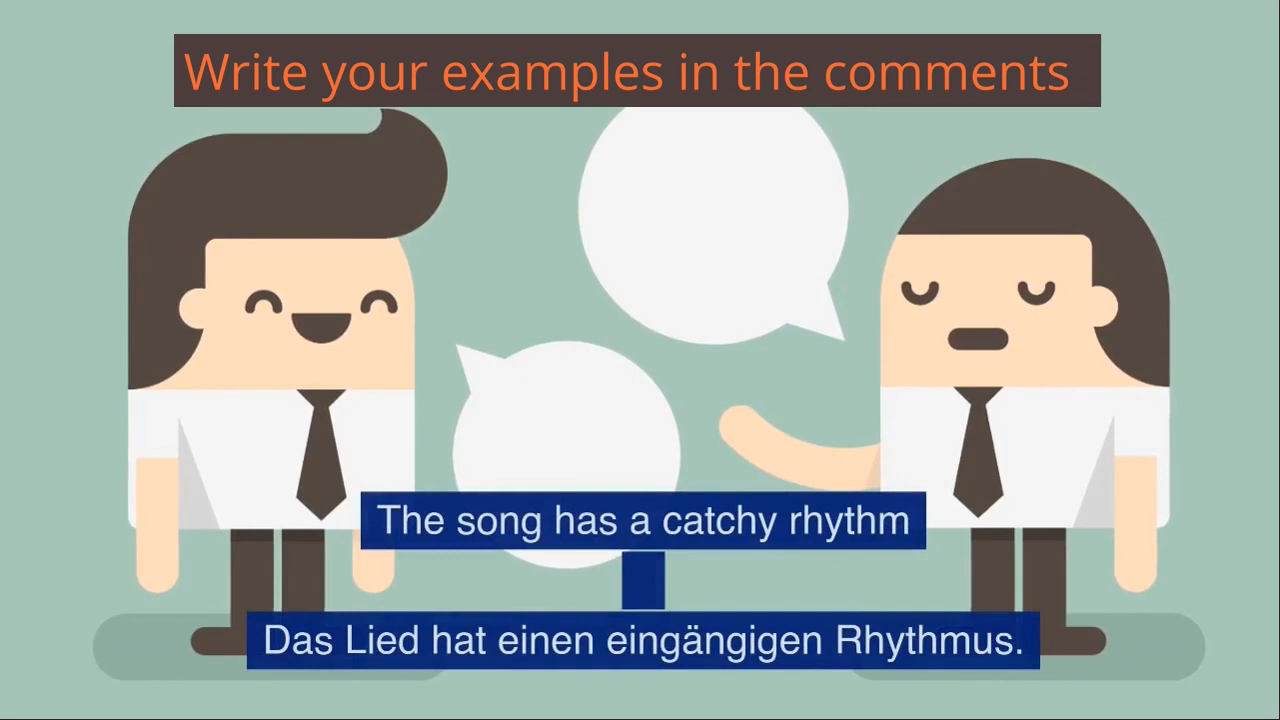 Write your examples in the comments
The song has a catchy rhythm
Das Lied hat einen eingängigen Rhythmus.